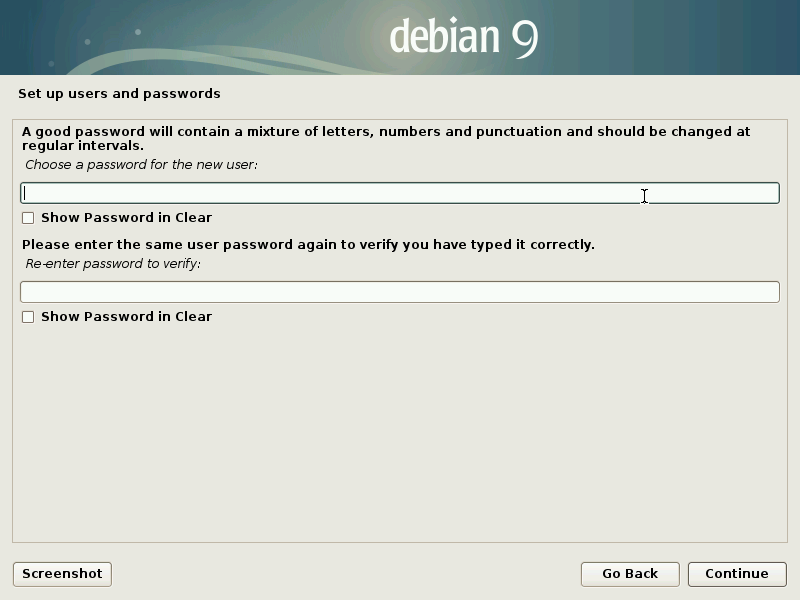 debian 9
Set up users and passwords
A good password will contain a mixture of letters, numbers and punctuation and should be changed at
regular intervals.
Choose a password for the new user:
Show Password in Clear
Please enter the same user password again to verify you have typed it correctly.
Re-enter password to verify:
Show Password in Clear
Screenshot
Go Back
Continue